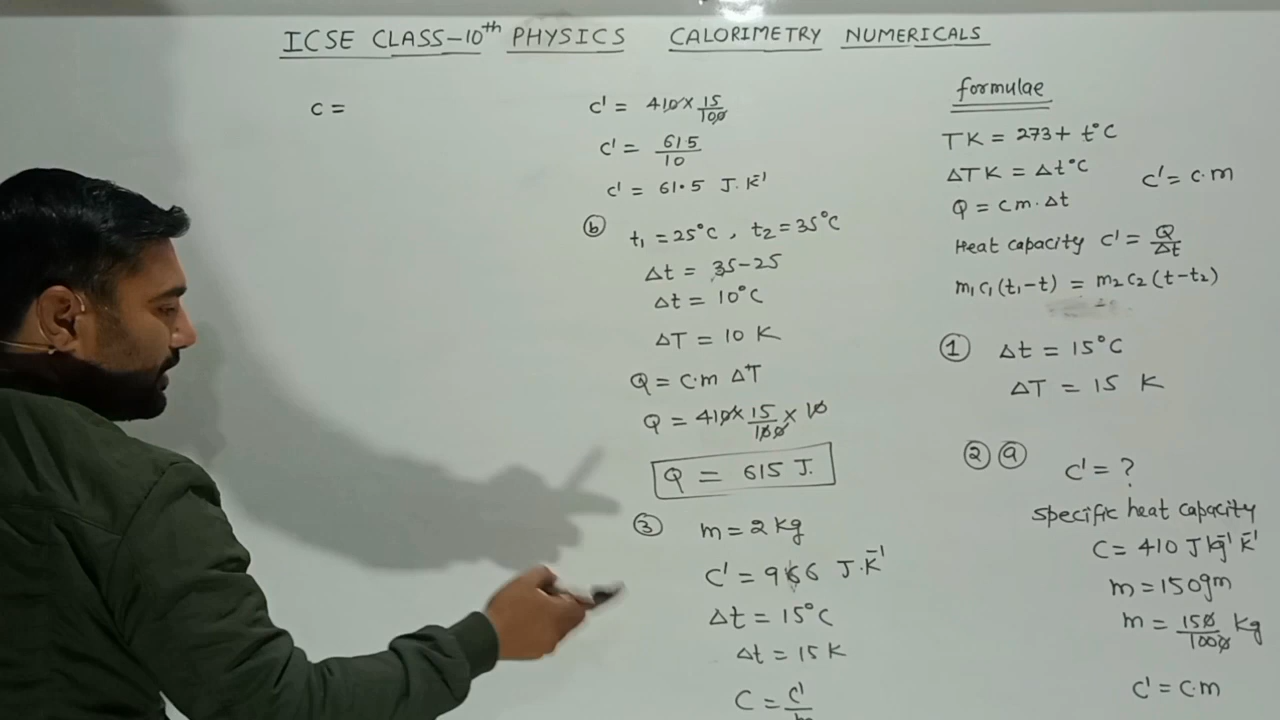 ICSE CLASS-10th PHYSICS CALORIMETRY NUMERICALS
formulae
TK = 273 + t°C
ΔTK = Δt°C
c' = c.m
Q = cm.Δt
Heat capacity c' = Q/Δt
m₁c₁(t₁-t) = m₂c₂(t-t₂)
① Δt = 15°C
ΔT = 15 K
② ⓐ c' = ?
specific heat capacity
C = 410 J kg⁻¹ K⁻¹
m = 150gm
m = 150/1000 kg
c' = c.m
c' = 410 × 15/100
c' = 615/10
c' = 61.5 J.K⁻¹
ⓑ t₁ = 25°C, t₂ = 35°C
Δt = 35-25
Δt = 10°C
ΔT = 10 K
Q = c.m ΔT
Q = 410 × 15/100 × 10
Q = 615 J.
③ m = 2 kg
c' = 966 J.K⁻¹
Δt = 15°C
Δt = 15 K
C = c'/
c =